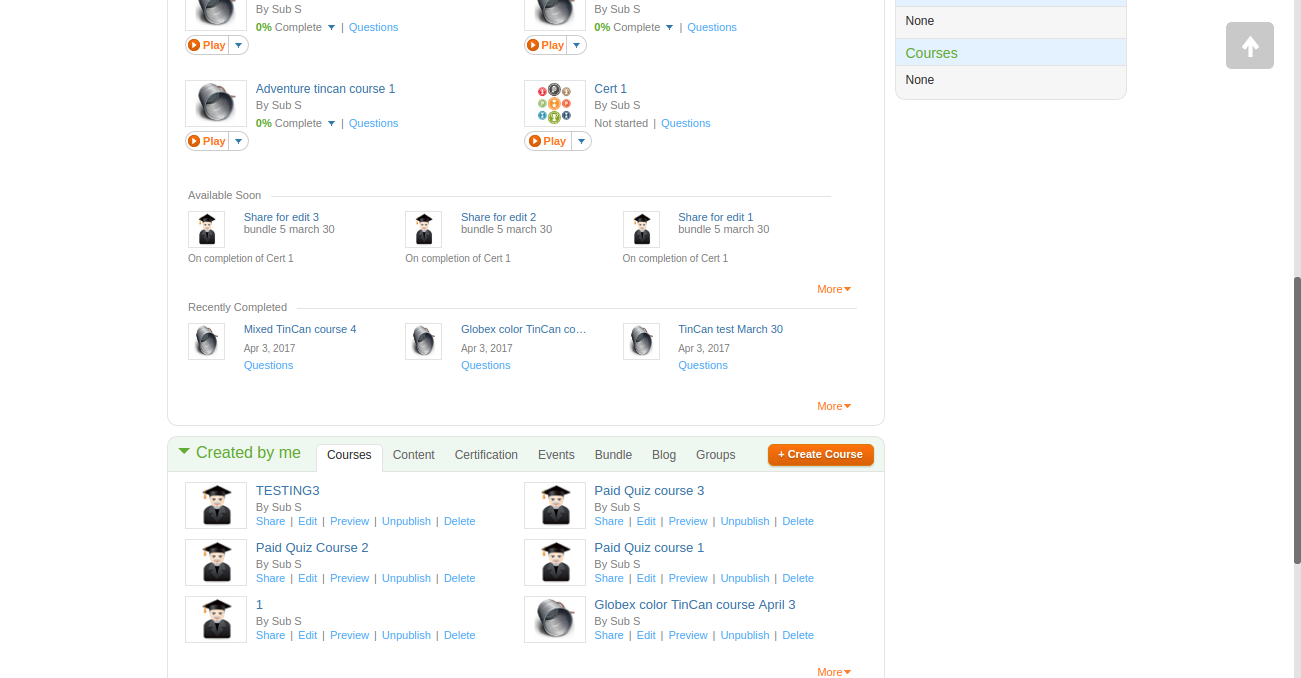 By Sub S
0% Complete | Questions
Play
By Sub S
0% Complete | Questions
Play
None
Courses
None
Adventure tincan course 1
By Sub S
0% Complete | Questions
Play
Cert 1
By Sub S
Not started | Questions
Play
Available Soon
Share for edit 3
bundle 5 march 30
On completion of Cert 1
Share for edit 2
bundle 5 march 30
On completion of Cert 1
Share for edit 1
bundle 5 march 30
On completion of Cert 1
More
Recently Completed
Mixed TinCan course 4
Apr 3, 2017
Questions
Globex color TinCan co…
Apr 3, 2017
Questions
TinCan test March 30
Apr 3, 2017
Questions
More
Created by me
Courses Content Certification Events Bundle Blog Groups
+ Create Course
TESTING3
By Sub S
Share | Edit | Preview | Unpublish | Delete
Paid Quiz course 3
By Sub S
Share | Edit | Preview | Unpublish | Delete
Paid Quiz Course 2
By Sub S
Share | Edit | Preview | Unpublish | Delete
Paid Quiz course 1
By Sub S
Share | Edit | Preview | Unpublish | Delete
1
By Sub S
Share | Edit | Preview | Unpublish | Delete
Globex color TinCan course April 3
By Sub S
Share | Edit | Preview | Unpublish | Delete
More